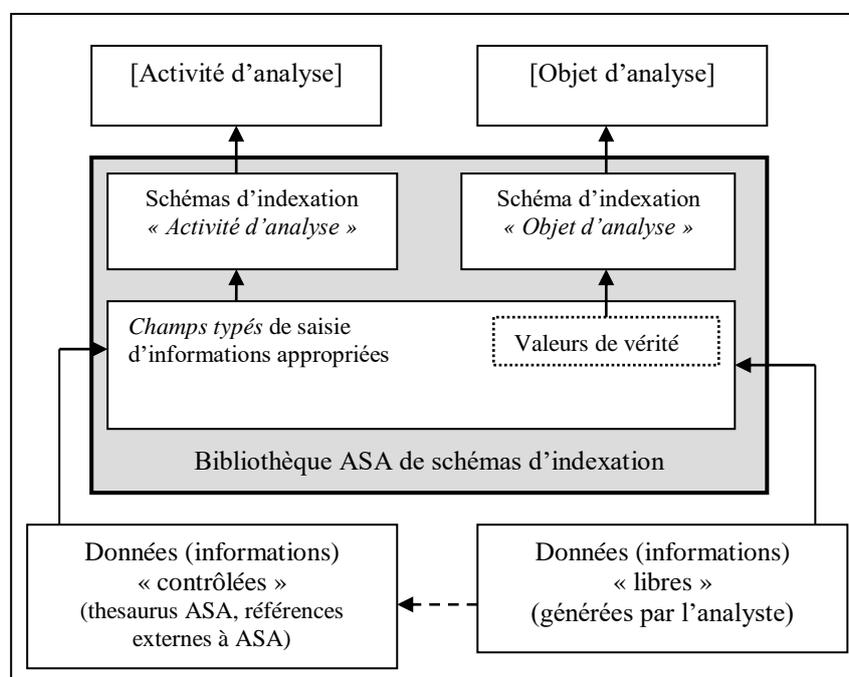 [Activité d’analyse]
[Objet d’analyse]
Schémas d’indexation
« Activité d’analyse »
Schéma d’indexation
« Objet d’analyse »
Champs typés de saisie
d’informations appropriées
Valeurs de vérité
Bibliothèque ASA de schémas d’indexation
Données (informations)
« contrôlées »
(thesaurus ASA, références
externes à ASA)
Données (informations)
« libres »
(générées par l’analyste)